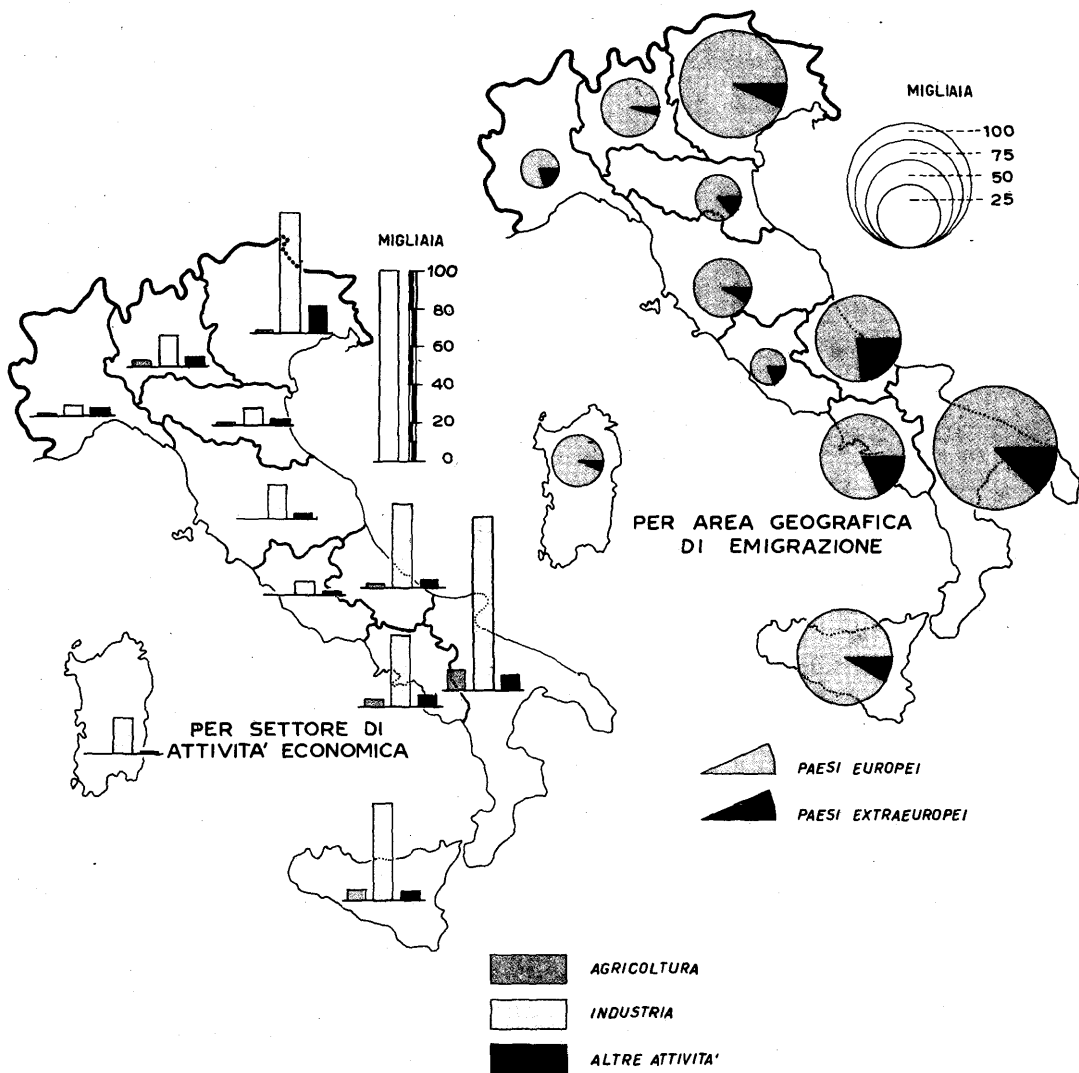 MIGLIAIA
100
75
50
25
MIGLIAIA
100
80
60
40
20
0
PER AREA GEOGRAFICA
DI EMIGRAZIONE
PER SETTORE DI
ATTIVITA' ECONOMICA
PAESI EUROPEI
PAESI EXTRAEUROPEI
AGRICOLTURA
INDUSTRIA
ALTRE ATTIVITA'